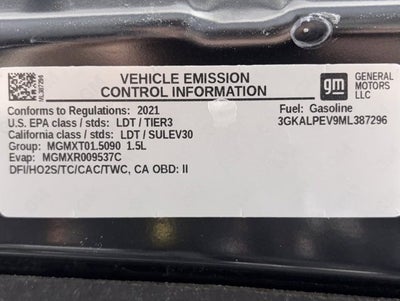 ML387296
VEHICLE EMISSION
CONTROL INFORMATION
gm
GENERAL
MOTORS
LLC
Conforms to Regulations: 2021
Fuel: Gasoline
U.S. EPA class / stds: LDT / TIER3
3GKALPEV9ML387296
California class / stds: LDT / SULEV30
Group: MGMXT01.5090 1.5L
Evap: MGMXR009537C
DFI/HO2S/TC/CAC/TWC, CA OBD: II